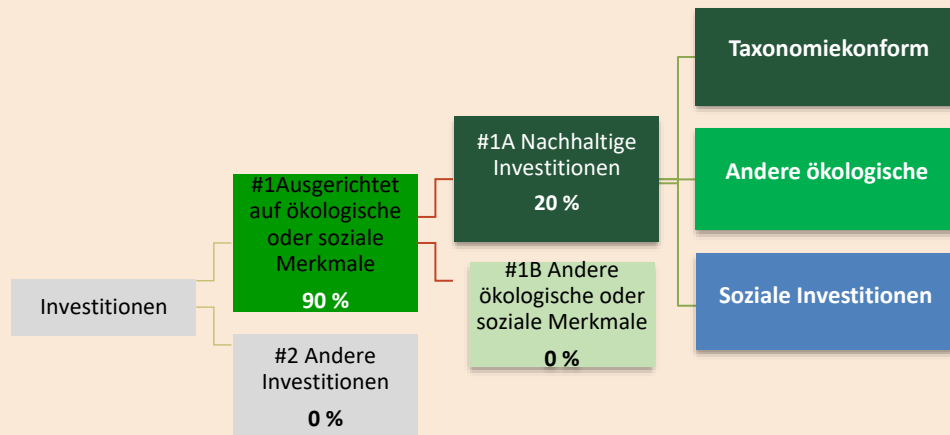 Investitionen
#1Ausgerichtet
auf ökologische
oder soziale
Merkmale
90 %
#2 Andere
Investitionen
0 %
#1A Nachhaltige
Investitionen
20 %
#1B Andere
ökologische oder
soziale Merkmale
0 %
Taxonomiekonform
Andere ökologische
Soziale Investitionen